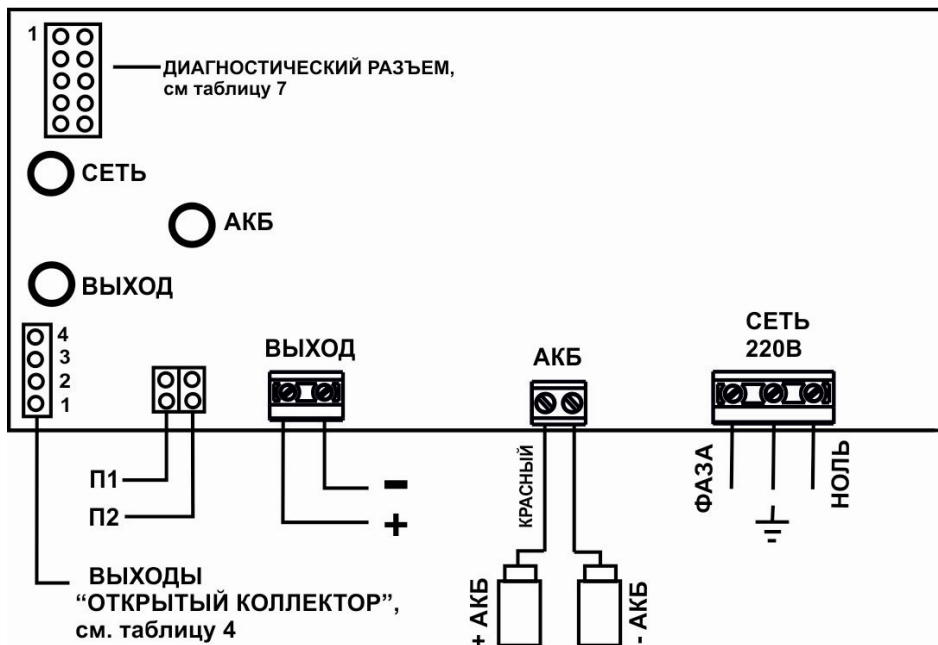 1
ДИАГНОСТИЧЕСКИЙ РАЗЪЕМ,
см таблицу 7
СЕТЬ
АКБ
ВЫХОД
4
3
2
1
ВЫХОД
АКБ
СЕТЬ
220В
П1
П2
-
+
КРАСНЫЙ
ФАЗА
НОЛЬ
+ АКБ
- АКБ
ВЫХОДЫ
“ОТКРЫТЫЙ КОЛЛЕКТОР”,
см. таблицу 4